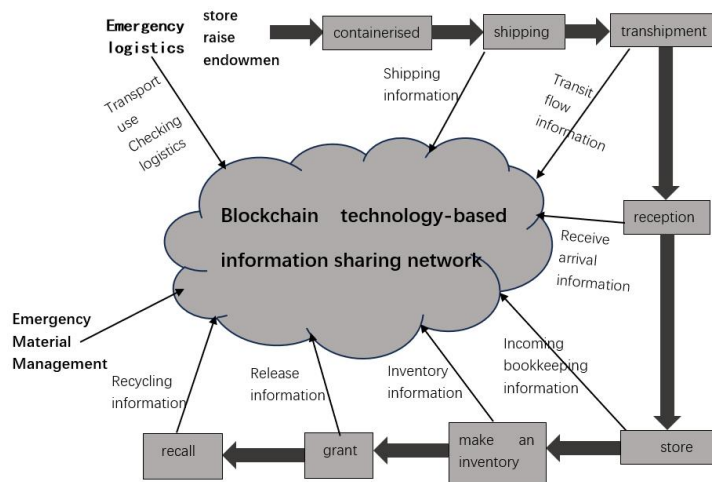 Emergency
logistics
store
raise
endowmen
containerised
shipping
transhipment
Transport
use
Checking
logistics
Shipping
information
Transit
flow
information
Blockchain technology-based
information sharing network
reception
Receive
arrival
information
Emergency
Material
Management
Recycling
information
Release
information
Inventory
information
Incoming
bookkeeping
information
recall
grant
make an
inventory
store